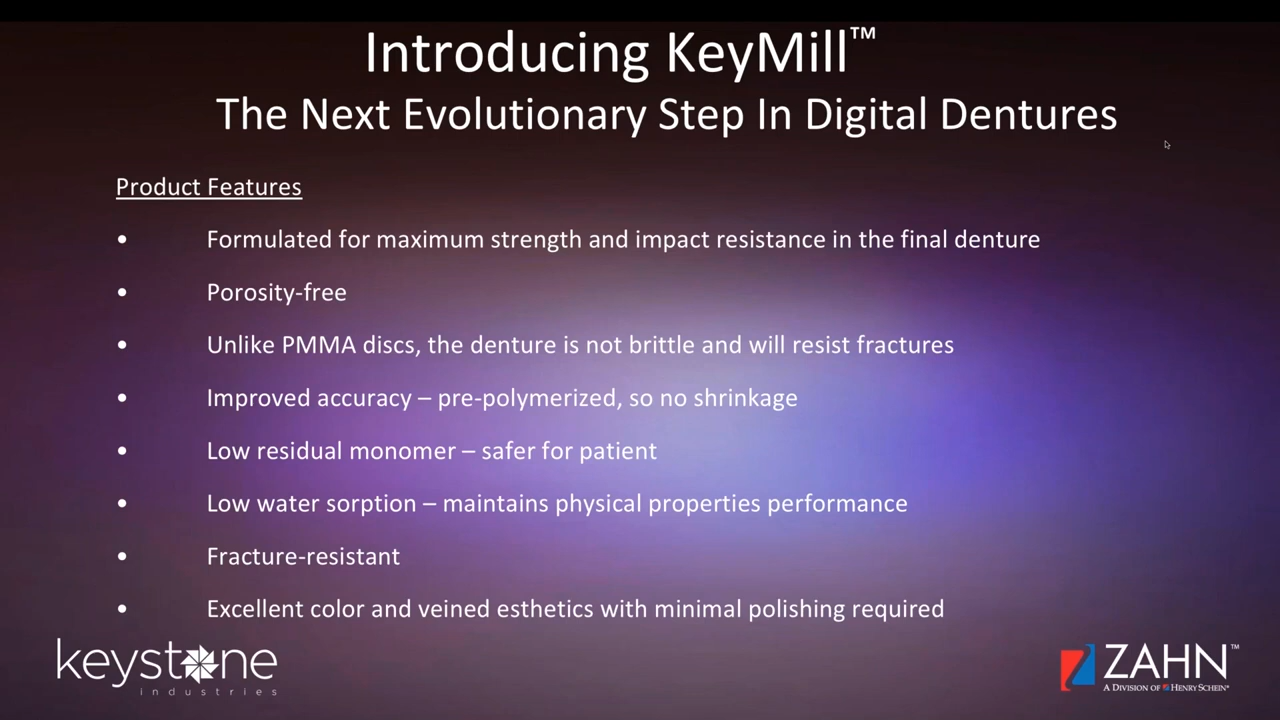 Introducing KeyMill™
The Next Evolutionary Step In Digital Dentures
Product Features
• Formulated for maximum strength and impact resistance in the final denture
• Porosity-free
• Unlike PMMA discs, the denture is not brittle and will resist fractures
• Improved accuracy – pre-polymerized, so no shrinkage
• Low residual monomer – safer for patient
• Low water sorption – maintains physical properties performance
• Fracture-resistant
• Excellent color and veined esthetics with minimal polishing required
keystone
industries
ZAHN™
A DIVISION OF HENRY SCHEIN®